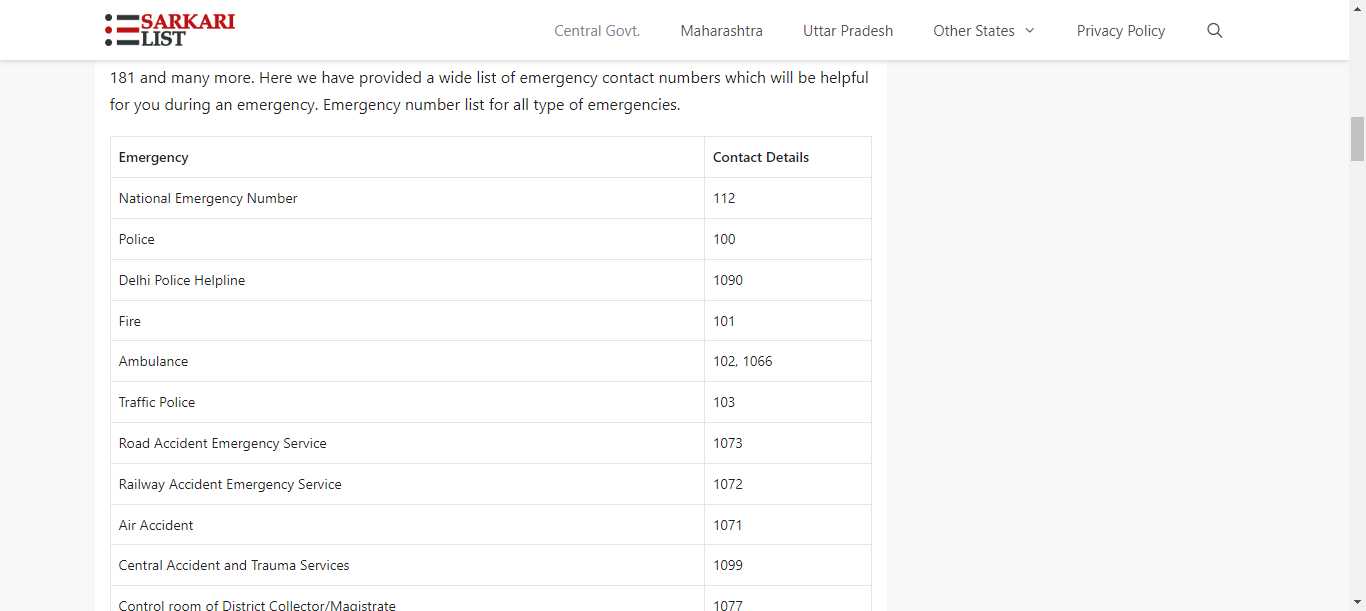 SARKARI
LIST
Central Govt. Maharashtra Uttar Pradesh Other States Privacy Policy
181 and many more. Here we have provided a wide list of emergency contact numbers which will be helpful
for you during an emergency. Emergency number list for all type of emergencies.
Emergency Contact Details
National Emergency Number 112
Police 100
Delhi Police Helpline 1090
Fire 101
Ambulance 102, 1066
Traffic Police 103
Road Accident Emergency Service 1073
Railway Accident Emergency Service 1072
Air Accident 1071
Central Accident and Trauma Services 1099
Control room of District Collector/Magistrate 1077